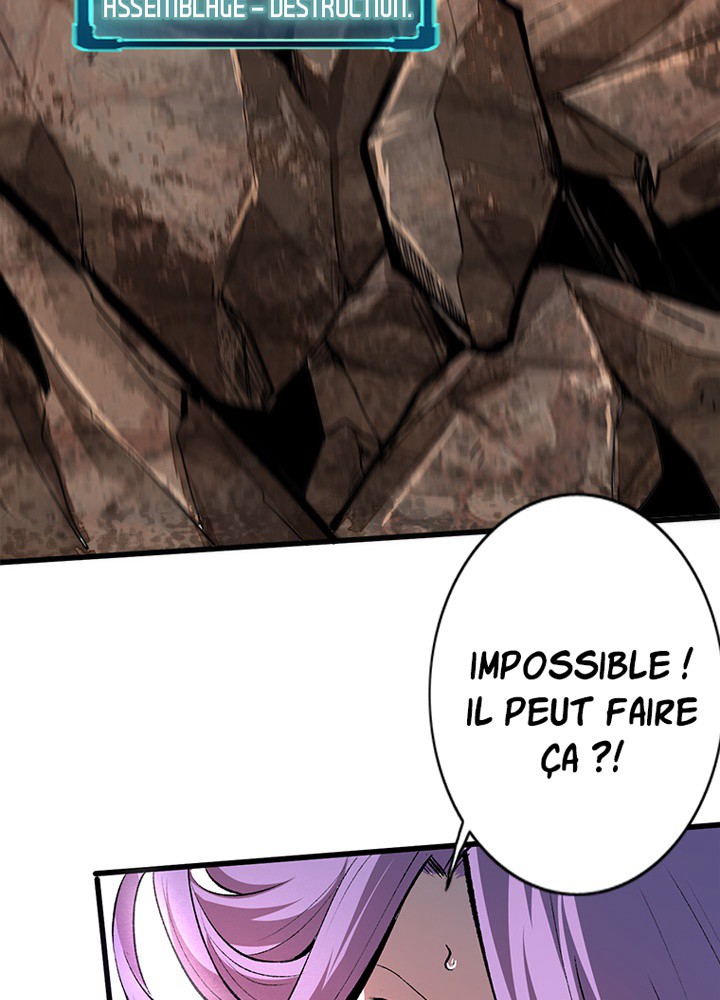 ASSEMBLAGE – DESTRUCTION.
IMPOSSIBLE !
IL PEUT FAIRE
ÇA ?!